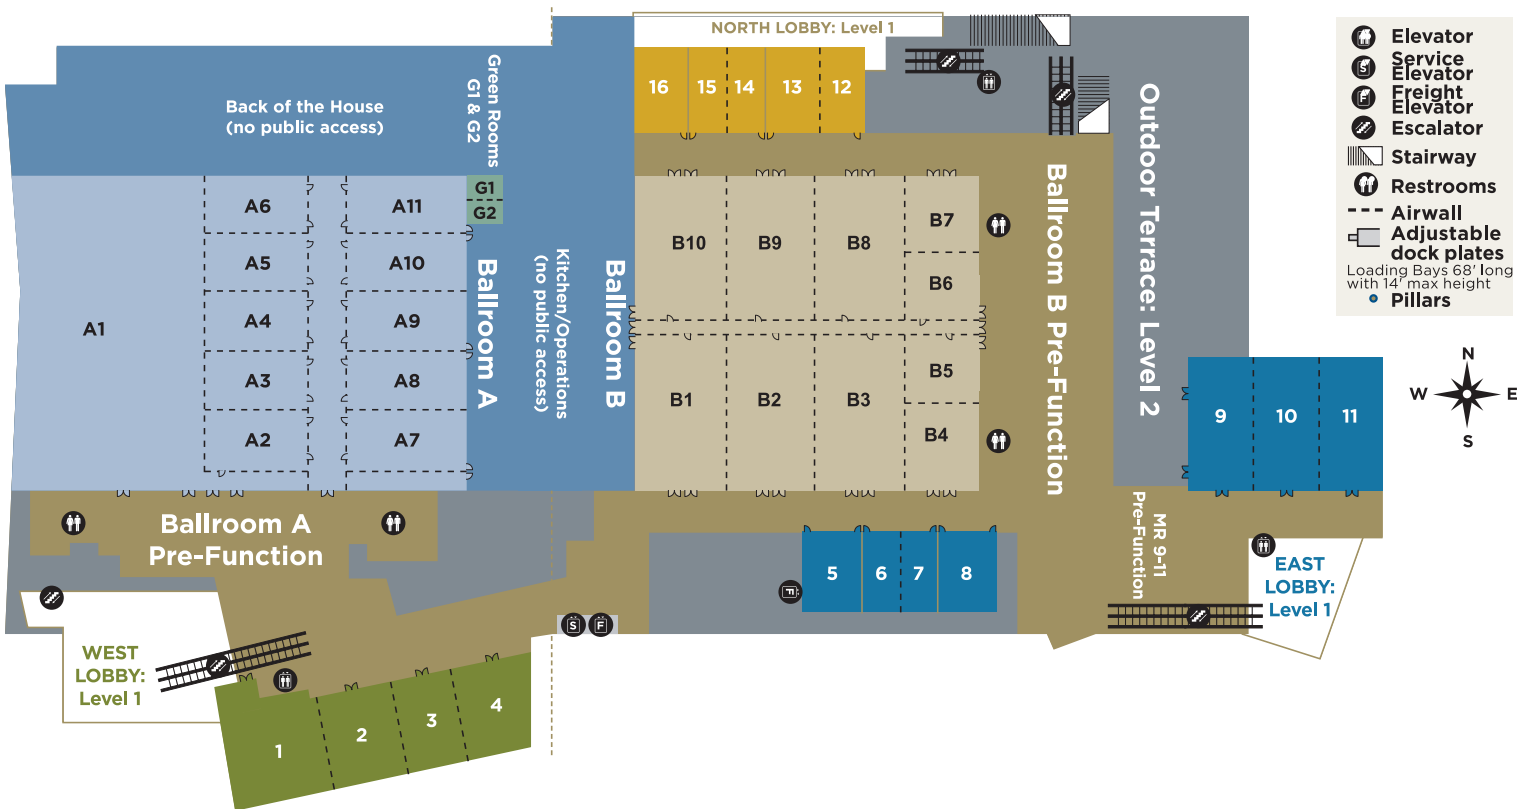 NORTH LOBBY: Level 1
16
15
14
13
12
Green Rooms
G1 & G2
Back of the House
(no public access)
Outdoor Terrace: Level 2
Elevator
Service
Elevator
Freight
Elevator
Escalator
Stairway
Restrooms
Airwall
Adjustable
dock plates
Loading Bays 68' long
with 14' max height
Pillars
S
F
N
W
E
S
A1
A6
A5
A4
A3
A2
A11
A10
A9
A8
A7
G1
G2
Ballroom A
Kitchen/Operations
(no public access)
Ballroom B
B10
B9
B8
B7
B6
B1
B2
B3
B5
B4
Ballroom B Pre-Function
9
10
11
Ballroom A
Pre-Function
MR 9-11
Pre-Function
5
6
7
8
F
S
F
EAST
LOBBY:
Level 1
WEST
LOBBY:
Level 1
1
2
3
4